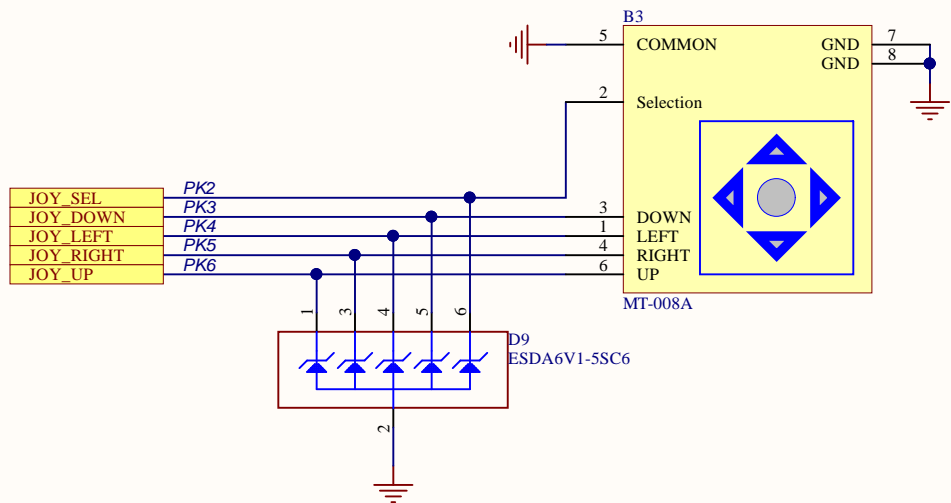 B3
5 COMMON GND 7
GND 8
2 Selection
JOY_SEL PK2
JOY_DOWN PK3 3 DOWN
JOY_LEFT PK4 1 LEFT
JOY_RIGHT PK5 4 RIGHT
JOY_UP PK6 6 UP
MT-008A
1 3 4 5 6
D9
ESDA6V1-5SC6
2